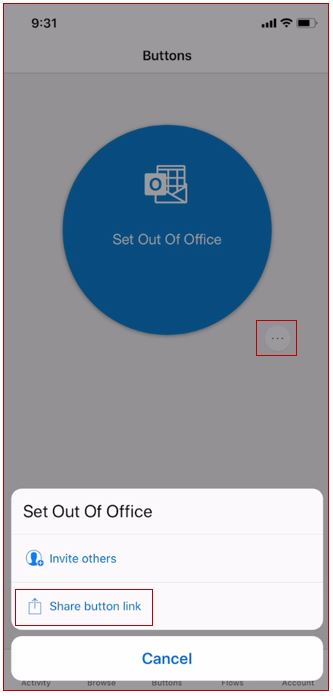 9:31
Buttons
Set Out Of Office
...
Set Out Of Office
Invite others
Share button link
Cancel
Activity Browse Buttons Flows Account